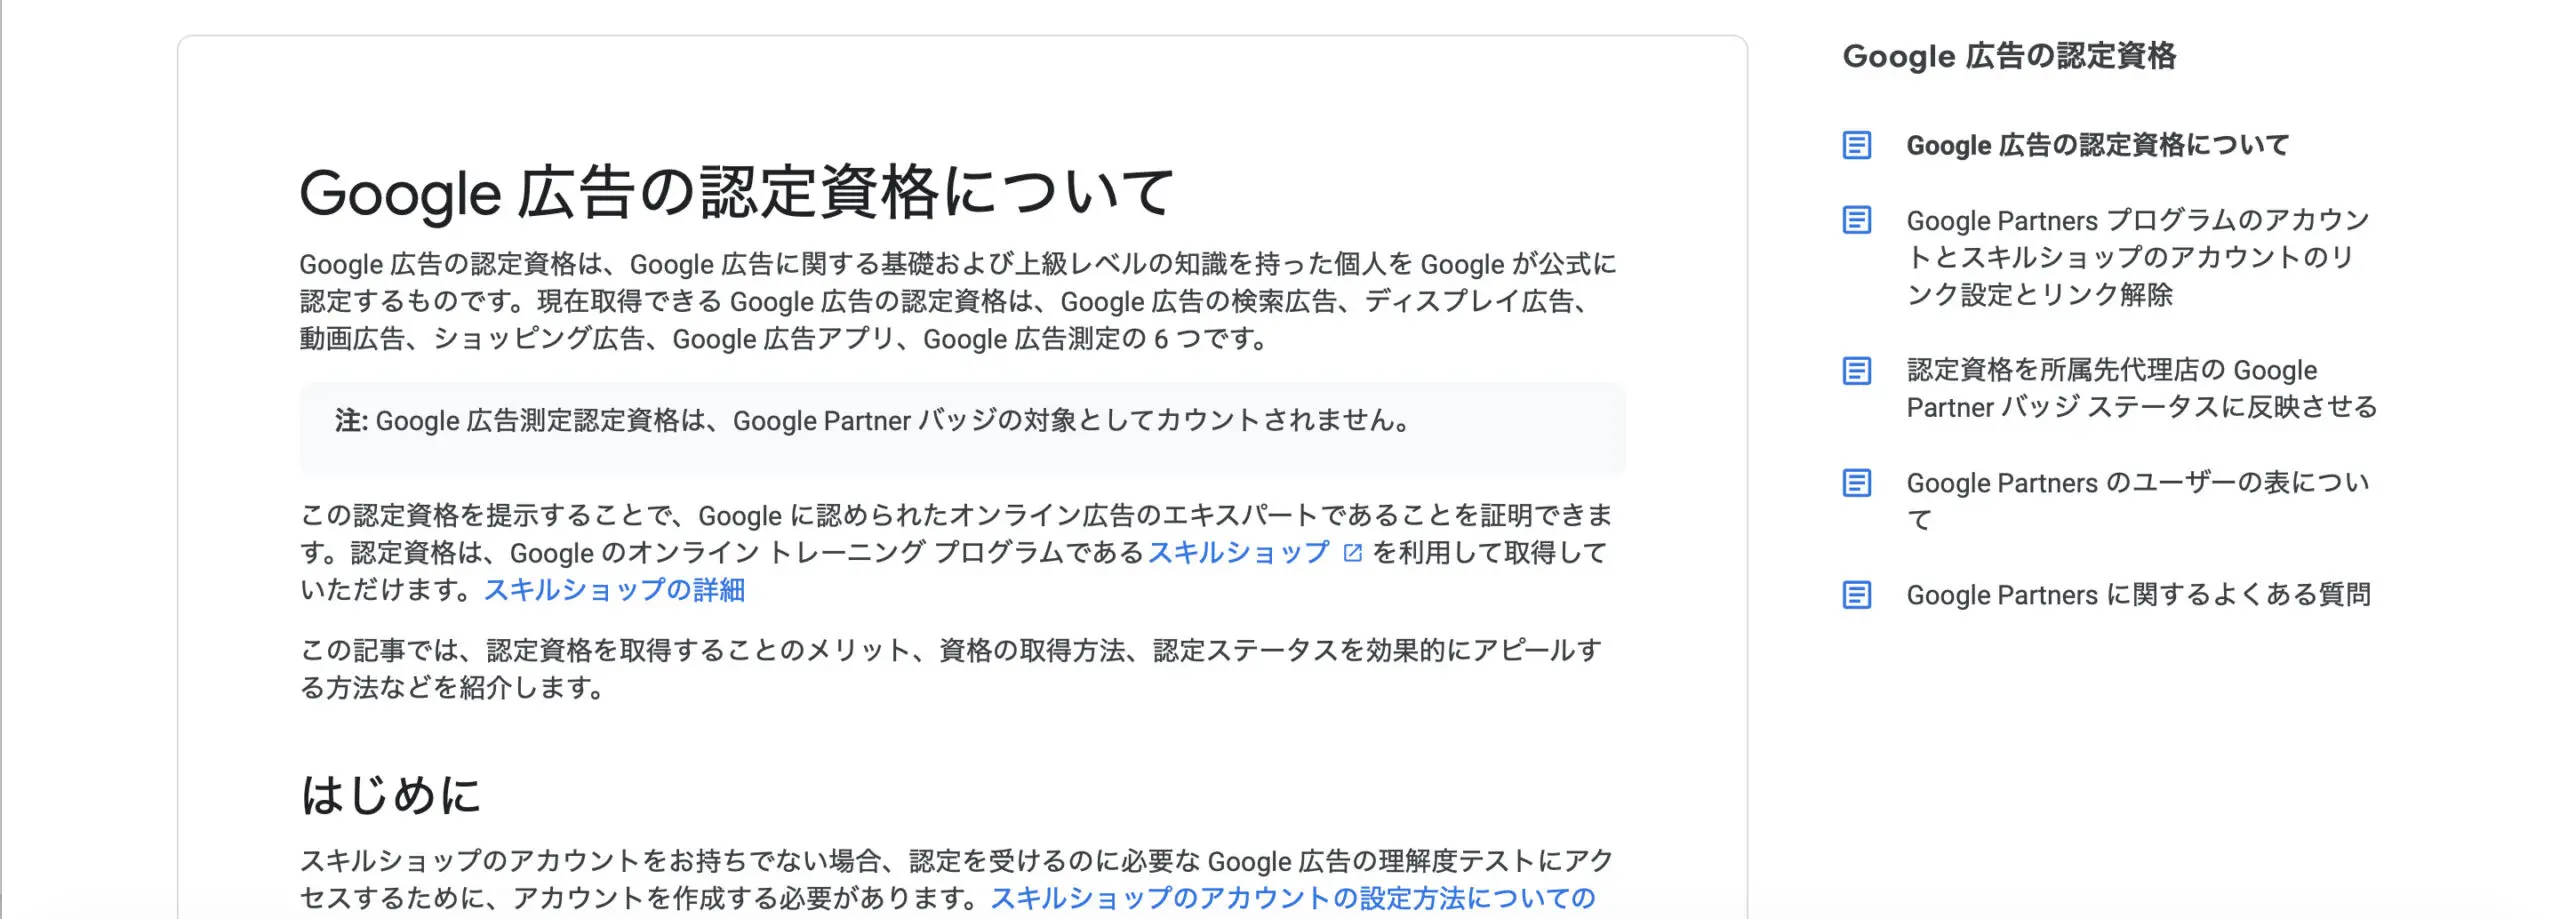 Google 広告の認定資格について
Google 広告の認定資格は、Google 広告に関する基礎および上級レベルの知識を持った個人を Google が公式に
認定するものです。現在取得できる Google 広告の認定資格は、Google 広告の検索広告、ディスプレイ広告、
動画広告、ショッピング広告、Google 広告アプリ、Google 広告測定の 6 つです。
注: Google 広告測定認定資格は、Google Partner バッジの対象としてカウントされません。
この認定資格を提示することで、Google に認められたオンライン広告のエキスパートであることを証明できま
す。認定資格は、Google のオンライン トレーニング プログラムであるスキルショップ を利用して取得して
いただけます。スキルショップの詳細
この記事では、認定資格を取得することのメリット、資格の取得方法、認定ステータスを効果的にアピールす
る方法などを紹介します。
はじめに
スキルショップのアカウントをお持ちでない場合、認定を受けるのに必要な Google 広告の理解度テストにアク
セスするために、アカウントを作成する必要があります。スキルショップのアカウントの設定方法についての
Google 広告の認定資格
Google 広告の認定資格について
Google Partners プログラムのアカウン
トとスキルショップのアカウントのリ
ンク設定とリンク解除
認定資格を所属先代理店の Google
Partner バッジ ステータスに反映させる
Google Partners のユーザーの表につい
て
Google Partners に関するよくある質問